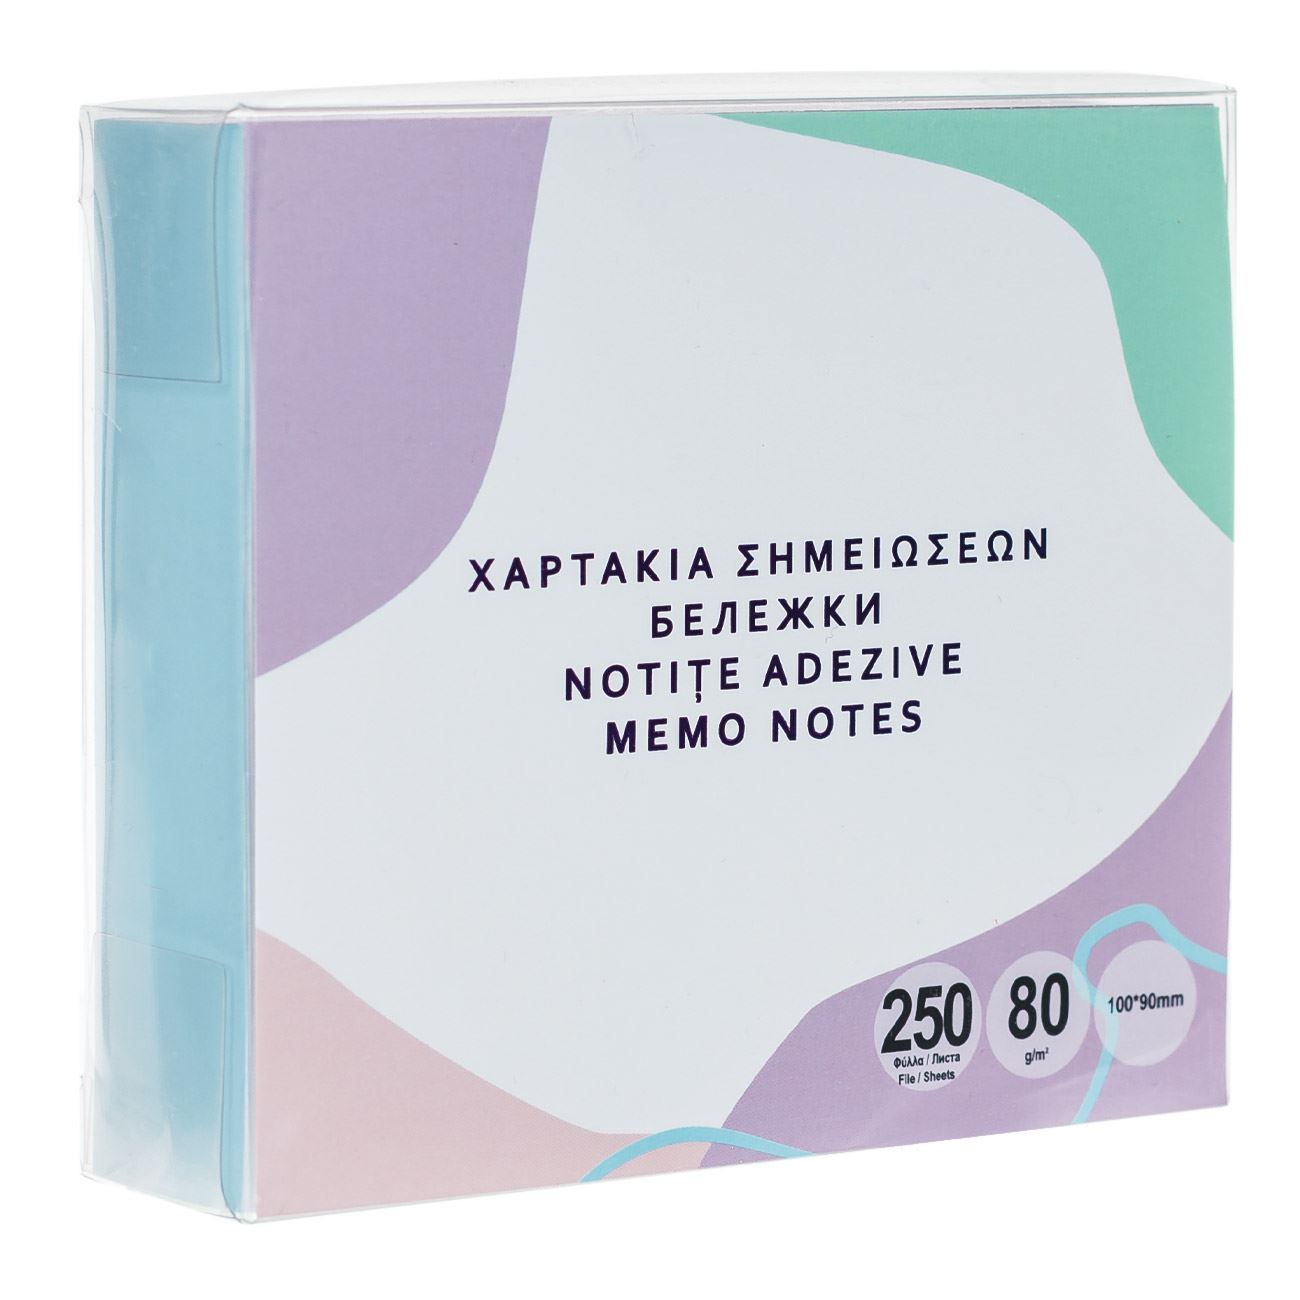 ΧΑΡΤΑΚΙΑ ΣΗΜΕΙΩΣΕΩΝ
БЕЛЕЖКИ
NOTIȚE ADEZIVE
MEMO NOTES
250
Φύλλα / Листа
File / Sheets
80
g/m²
100*90mm